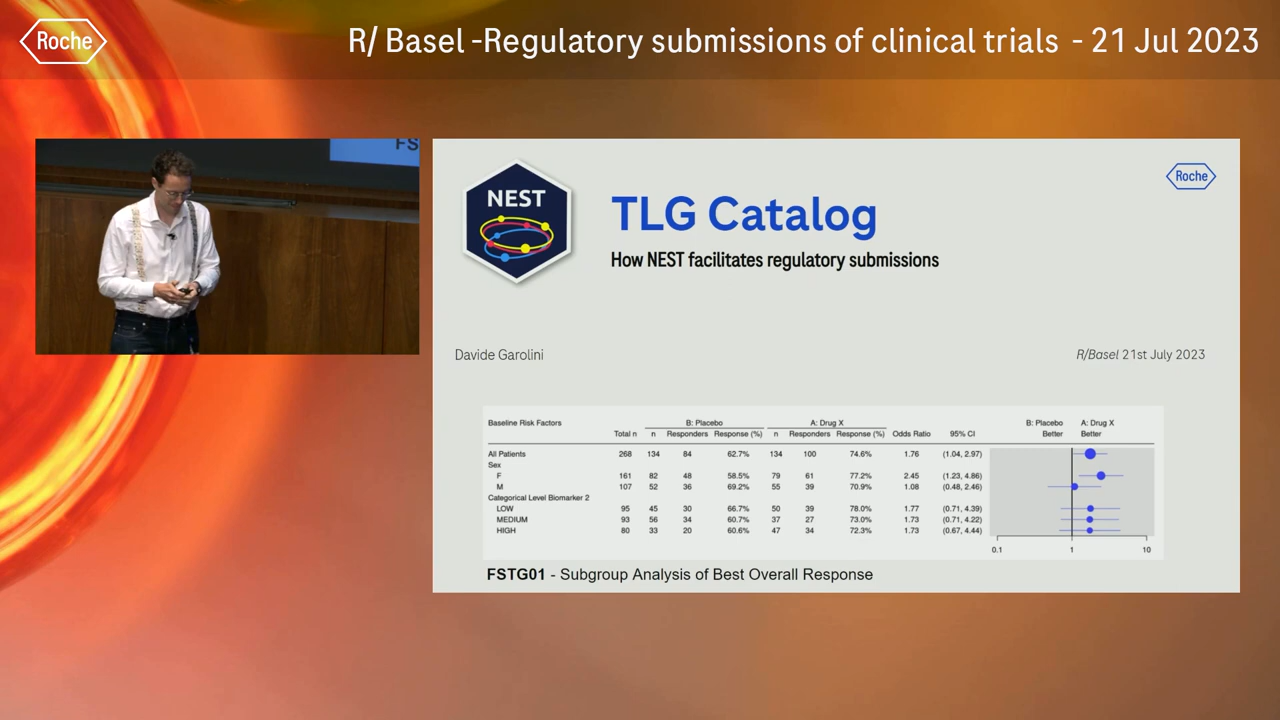 Roche
R/ Basel -Regulatory submissions of clinical trials - 21 Jul 2023
FS
NEST
TLG Catalog
Roche
How NEST facilitates regulatory submissions
Davide Garolini
R/Basel 21st July 2023
Baseline Risk Factors B: Placebo A: Drug X B: Placebo A: Drug X
Total n n Responders Response (%) n Responders Response (%) Odds Ratio 95% CI Better Better
All Patients 268 134 84 62.7% 134 100 74.6% 1.76 (1.04, 2.97)
Sex
F 161 82 48 58.5% 79 61 77.2% 2.45 (1.23, 4.86)
M 107 52 36 69.2% 55 39 70.9% 1.08 (0.48, 2.46)
Categorical Level Biomarker 2
LOW 95 45 30 66.7% 50 39 78.0% 1.77 (0.71, 4.39)
MEDIUM 93 56 34 60.7% 37 27 73.0% 1.73 (0.71, 4.22)
HIGH 80 33 20 60.6% 47 34 72.3% 1.73 (0.67, 4.44)
0.1 1 10
FSTG01 - Subgroup Analysis of Best Overall Response